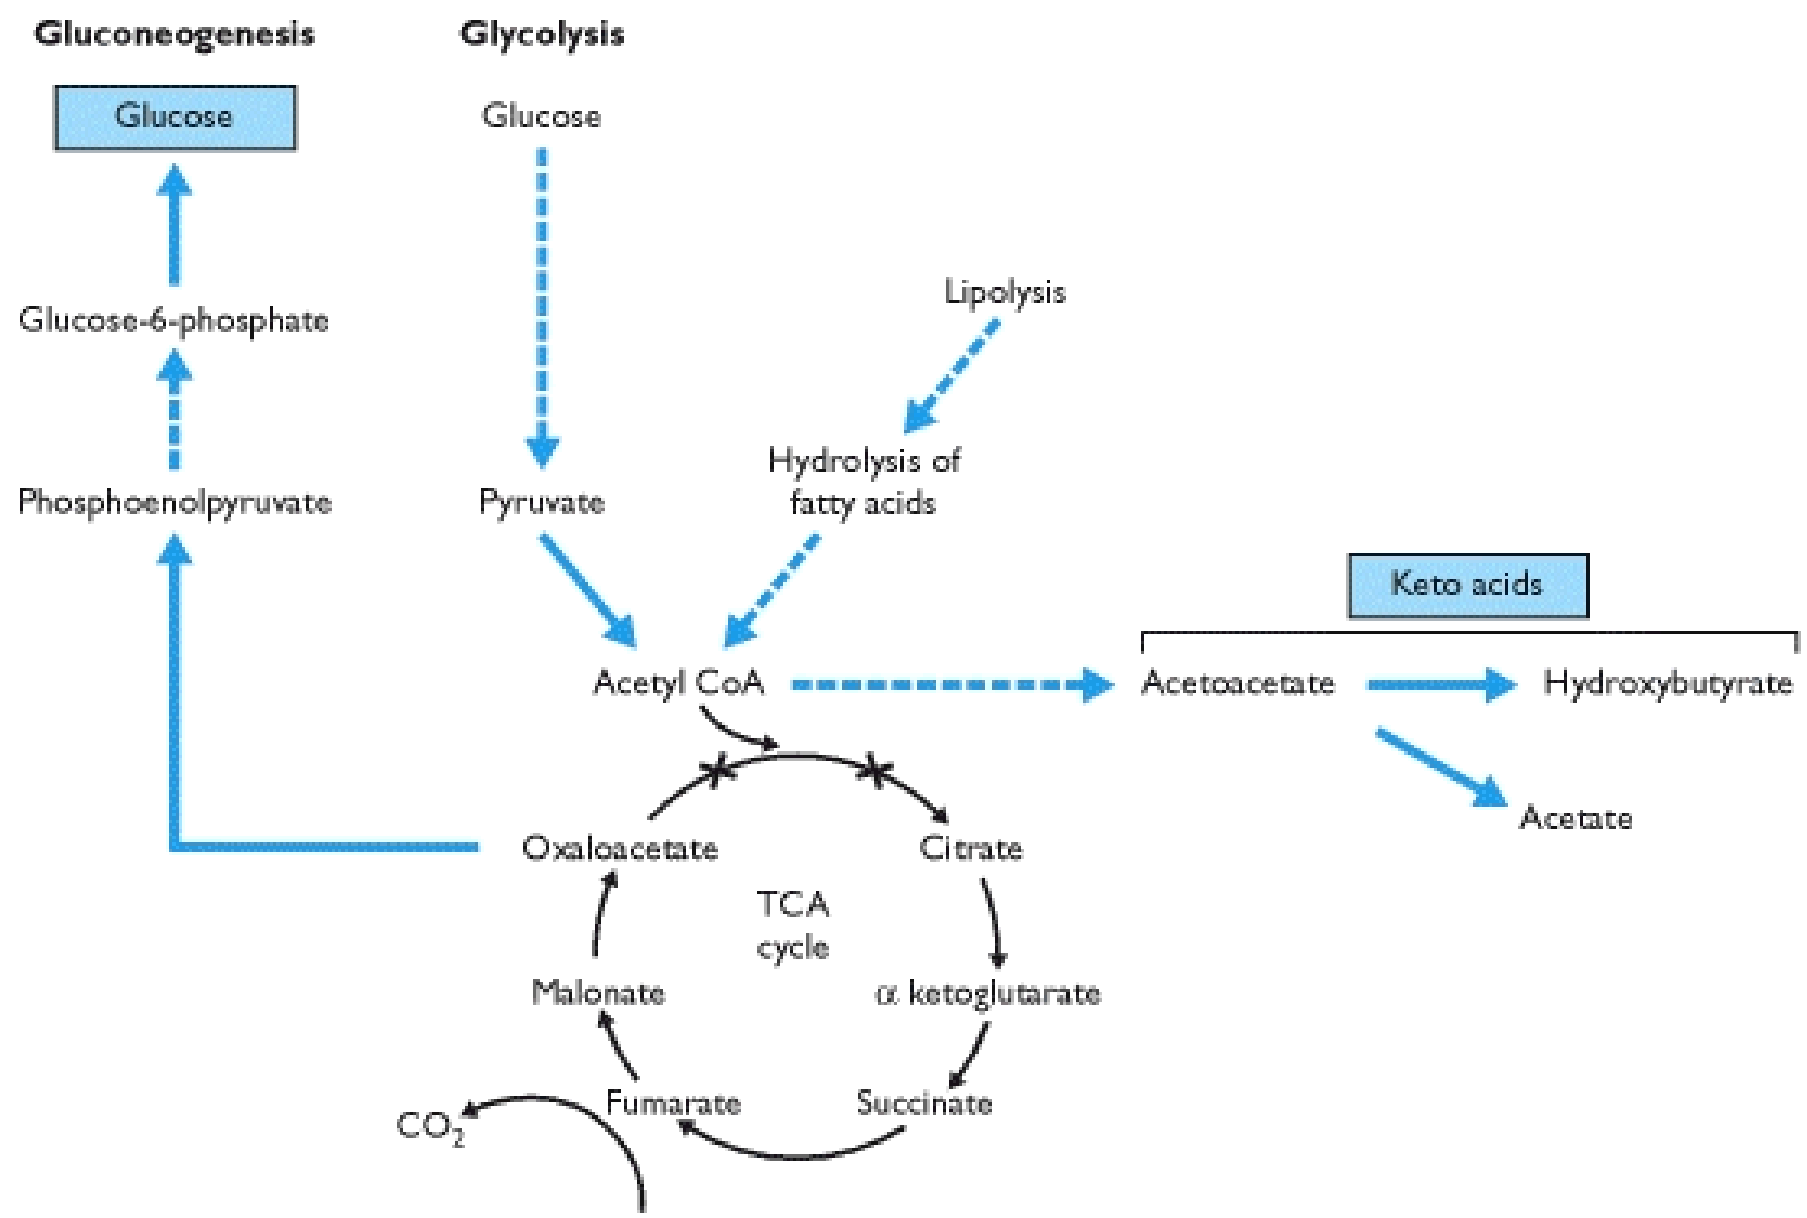 Gluconeogenesis
Glycolysis
Glucose
Glucose
Lipolysis
Glucose-6-phosphate
Hydrolysis of
fatty acids
Phosphoenolpyruvate
Pyruvate
Keto acids
Acetyl CoA
Acetoacetate
Hydroxybutyrate
Acetate
Oxaloacetate
Citrate
TCA
cycle
Malonate
α ketoglutarate
Fumarate
Succinate
CO₂